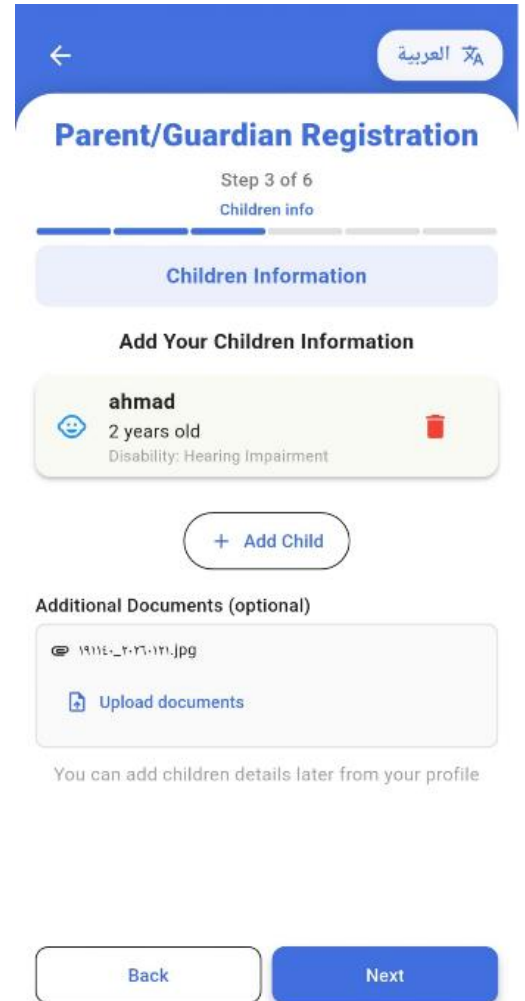 العربية
Parent/Guardian Registration
Step 3 of 6
Children info
Children Information
Add Your Children Information
ahmad
2 years old
Disability: Hearing Impairment
+ Add Child
Additional Documents (optional)
١٩١١٤٠_٢٠٢٦٠١٢١.jpg
Upload documents
You can add children details later from your profile
Back
Next